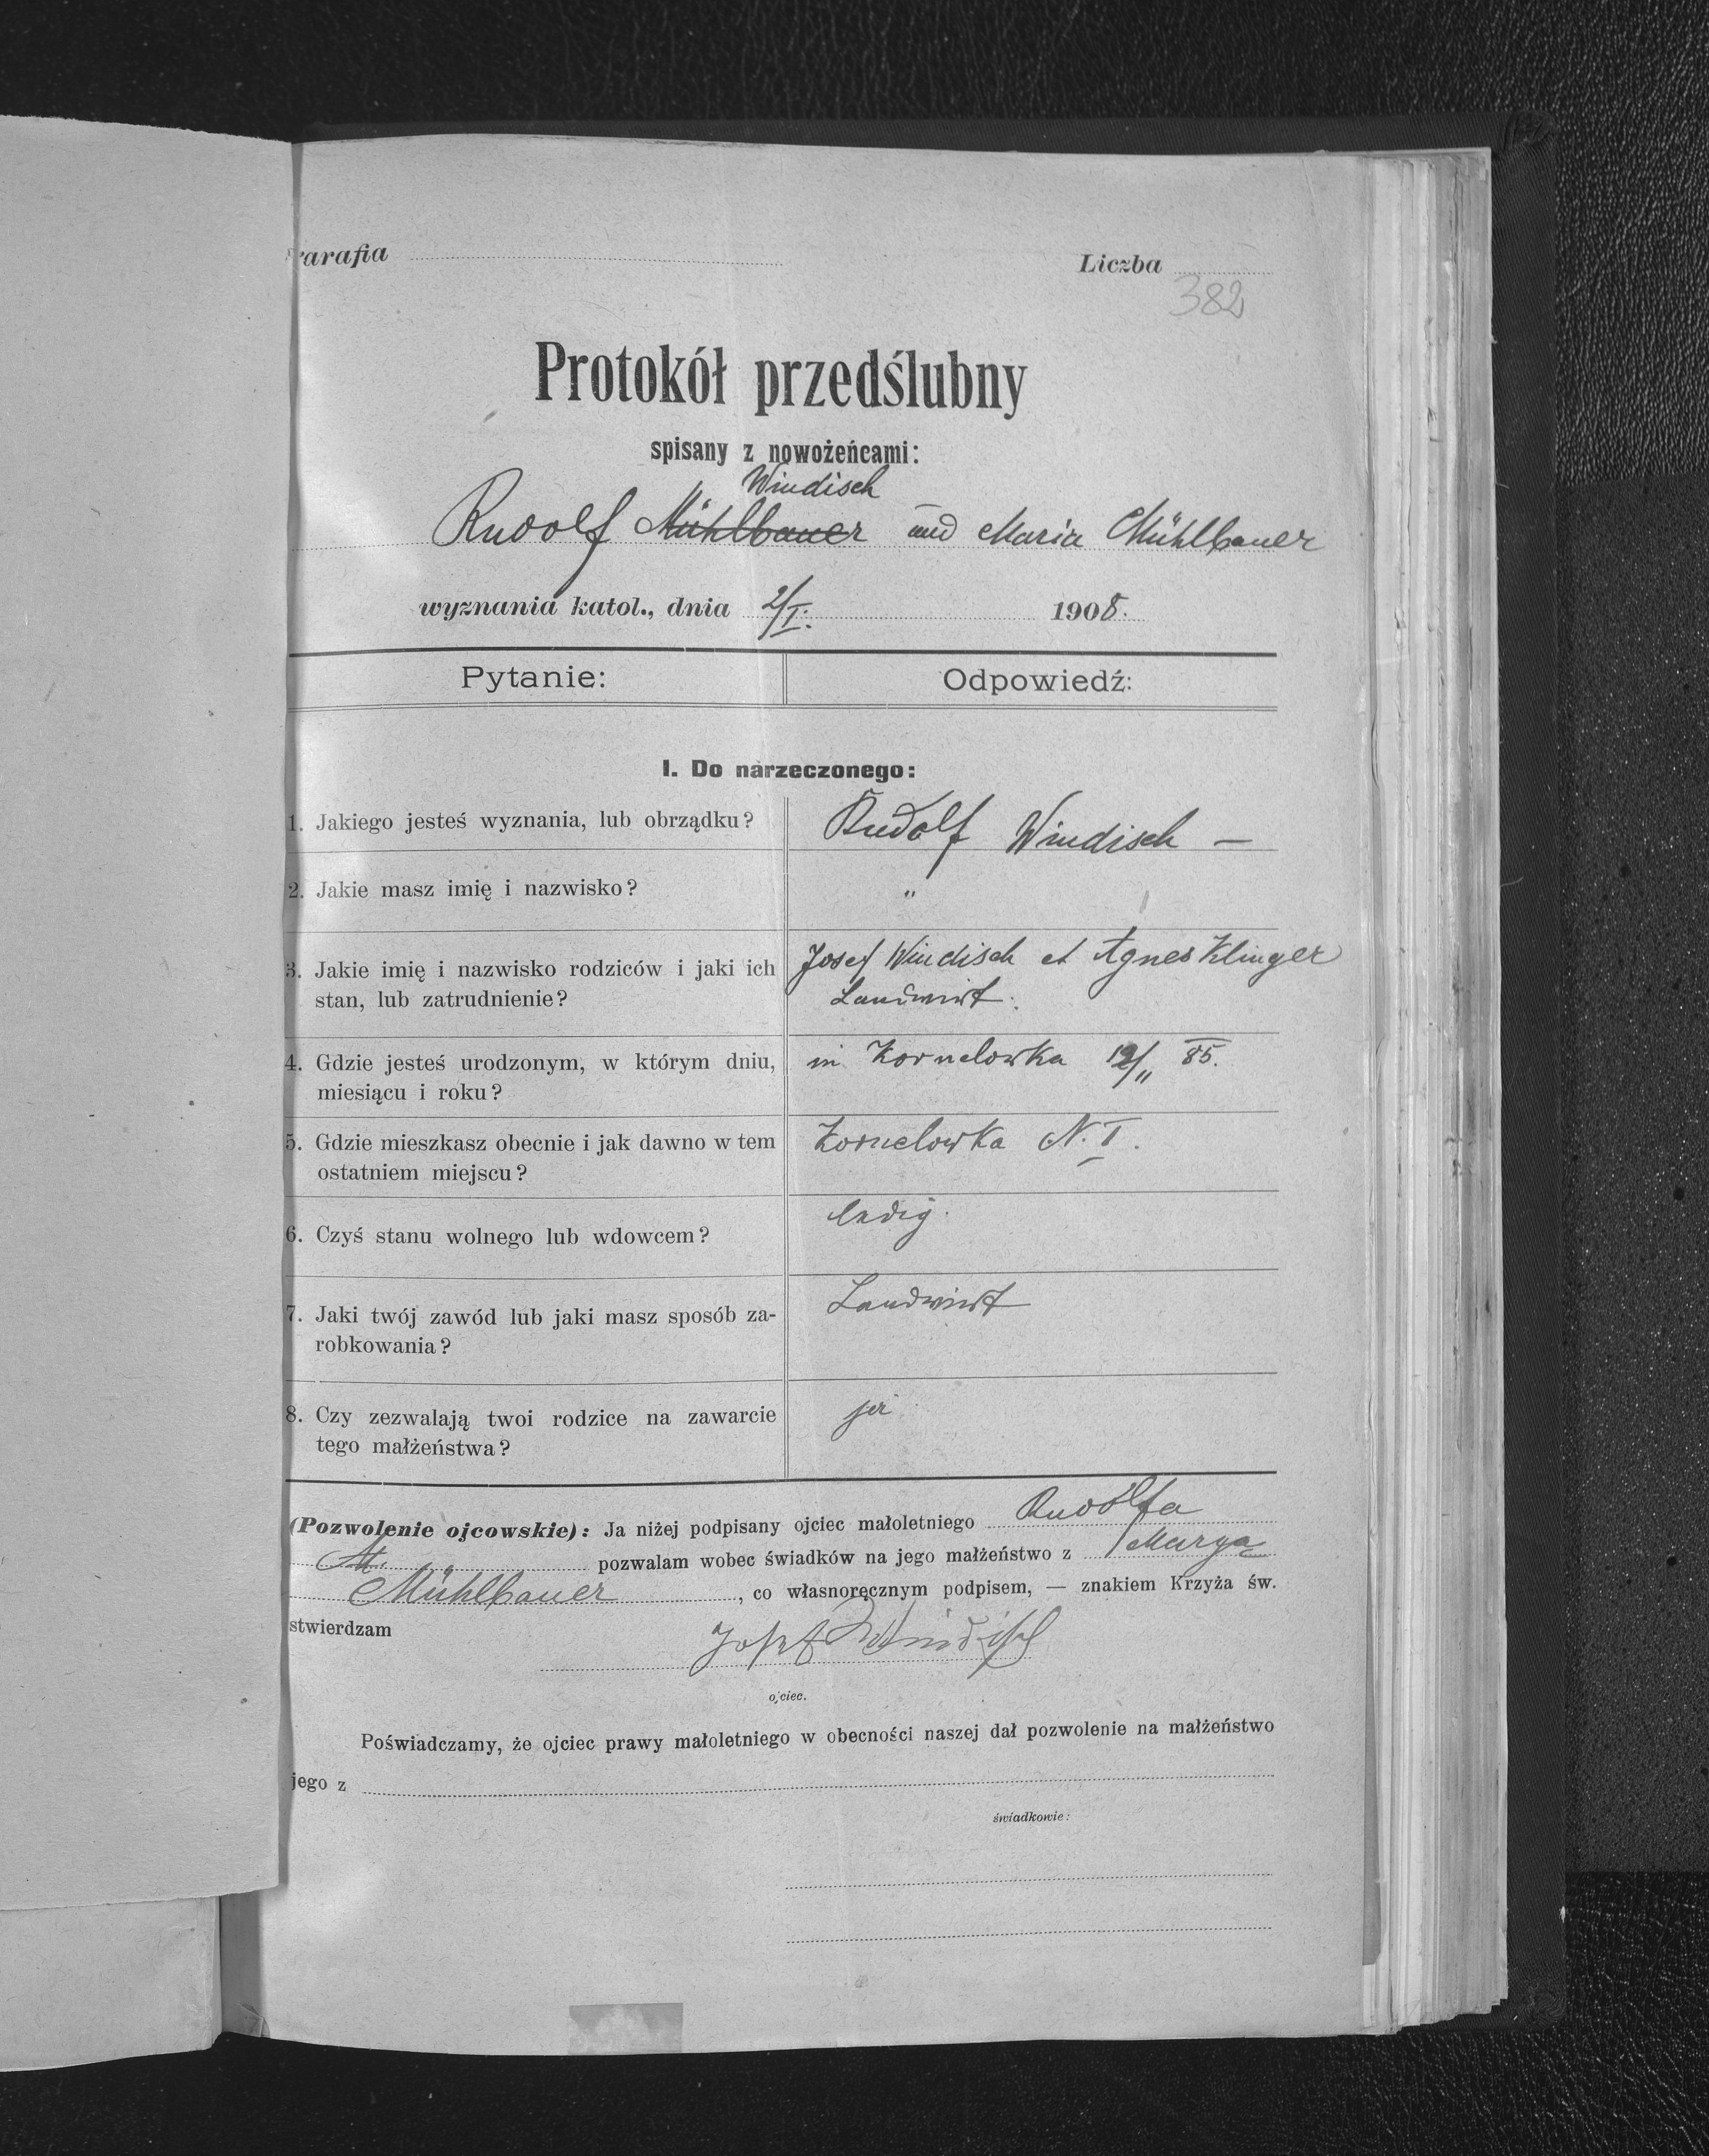 Parafia Liczba
382
Protokół przedślubny
spisany z nowożeńcami:
Windisch
Rudolf Mühlbauer und Maria Mühlbauer
wyznania katol., dnia 2/I. 1908.
Pytanie: Odpowiedź:
I. Do narzeczonego:
1. Jakiego jesteś wyznania, lub obrządku? Rudolf Windisch —
2. Jakie masz imię i nazwisko? "
3. Jakie imię i nazwisko rodziców i jaki ich Josef Windisch et Agnes Klinger
stan, lub zatrudnienie? Landwirt.
4. Gdzie jesteś urodzonym, w którym dniu, in Kornelowka 12/11 85.
miesiącu i roku?
5. Gdzie mieszkasz obecnie i jak dawno w tem Kornelowka N. I.
ostatniem miejscu?
6. Czyś stanu wolnego lub wdowcem? ledig.
7. Jaki twój zawód lub jaki masz sposób za- Landwirt
robkowania?
8. Czy zezwalają twoi rodzice na zawarcie ja
tego małżeństwa?
(Pozwolenie ojcowskie): Ja niżej podpisany ojciec małoletniego Rudolfa
pozwalam wobec świadków na jego małżeństwo z Maryą
Mühlbauer, co własnoręcznym podpisem, — znakiem Krzyża św.
stwierdzam
Josef Windisch
ojciec.
Poświadczamy, że ojciec prawy małoletniego w obecności naszej dał pozwolenie na małżeństwo
jego z
świadkowie: